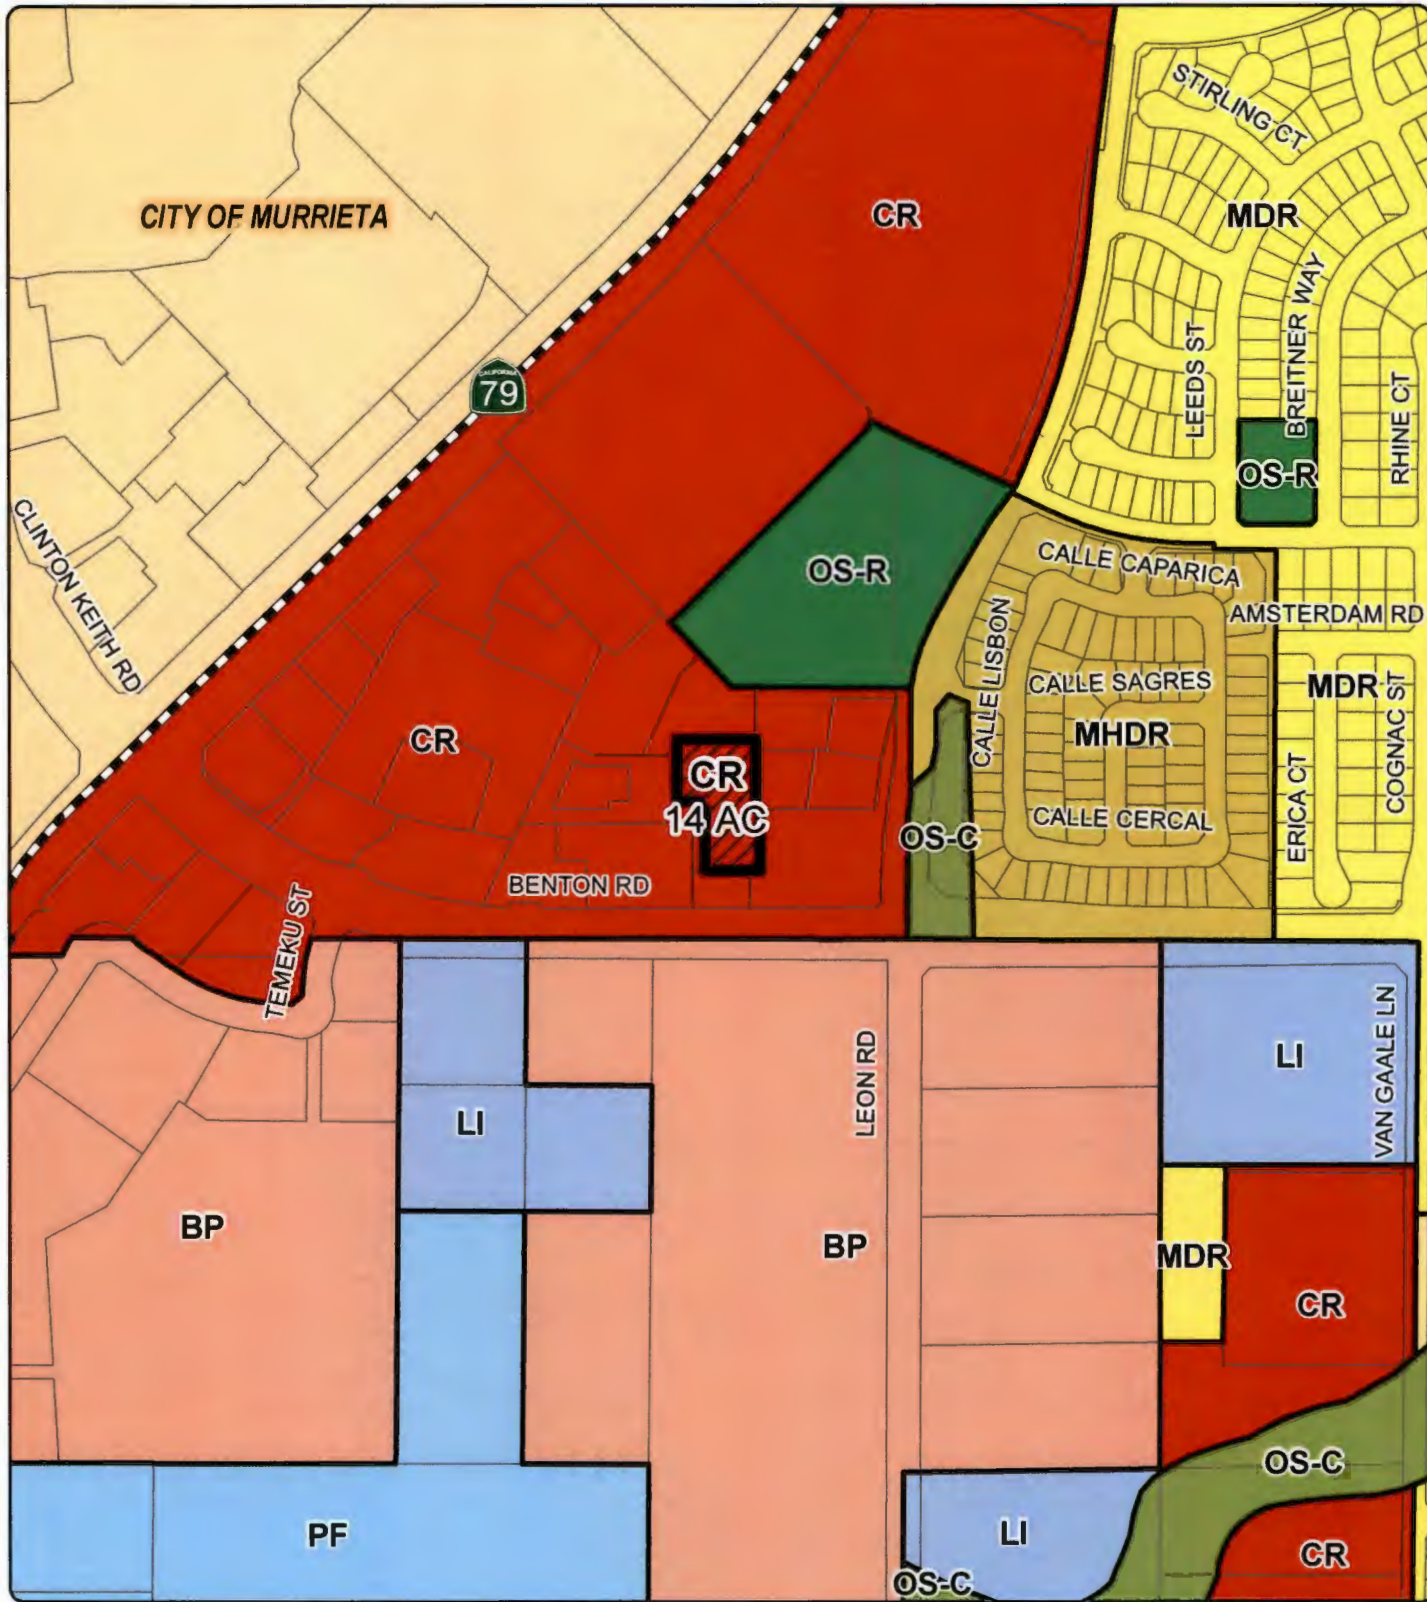 STIRLING CT
CITY OF MURRIETA
CR
MDR
BREITNER WAY
LEEDS ST
CALIFORNIA
79
RHINE CT
OS-R
CLINTON KEITH RD
OS-R
CALLE CAPARICA
AMSTERDAM RD
CALLE LISBON
CALLE SAGRES
MDR
COGNAC ST
MHDR
CR
CR
14 AC
ERICA CT
CALLE CERCAL
OS-C
BENTON RD
TEMEKU ST
VAN GAALE LN
LI
LEON RD
LI
BP
BP
MDR
CR
OS-C
PF
LI
CR
OS-C